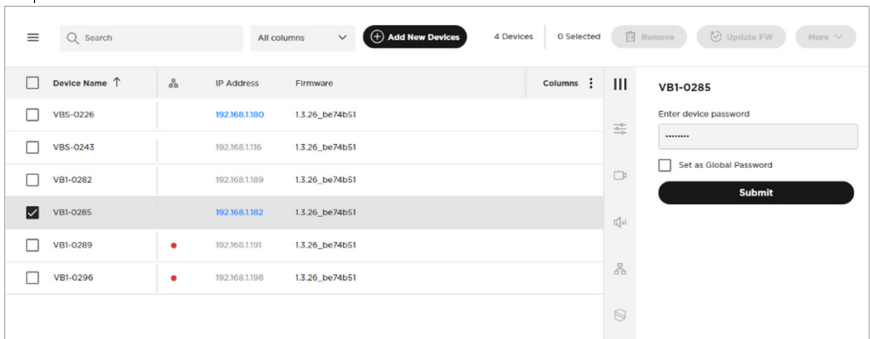 Search
All columns
Add New Devices
4 Devices
0 Selected
Remove
Update FW
More
Device Name
IP Address
Firmware
Columns
VBS-0226 192.168.1.180 1.3.26_be74b51
VBS-0243 192.168.1.116 1.3.26_be74b51
VB1-0282 192.168.1.189 1.3.26_be74b51
VB1-0285 192.168.1.182 1.3.26_be74b51
VB1-0289 192.168.1.191 1.3.26_be74b51
VB1-0296 192.168.1.198 1.3.26_be74b51
VB1-0285
Enter device password
••••••••
Set as Global Password
Submit